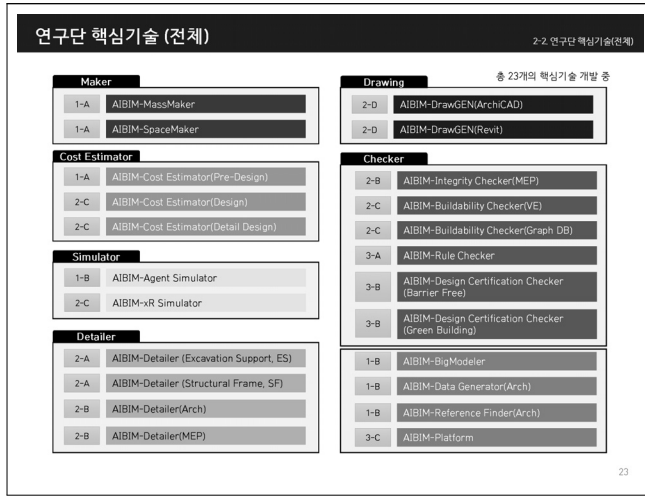 연구단 핵심기술 (전체)
2-2. 연구단 핵심기술(전체)
총 23개의 핵심기술 개발 중
Maker
1-A AIBIM-MassMaker
1-A AIBIM-SpaceMaker
Cost Estimator
1-A AIBIM-Cost Estimator(Pre-Design)
2-C AIBIM-Cost Estimator(Design)
2-C AIBIM-Cost Estimator(Detail Design)
Simulator
1-B AIBIM-Agent Simulator
2-C AIBIM-xR Simulator
Detailer
2-A AIBIM-Detailer (Excavation Support, ES)
2-A AIBIM-Detailer (Structural Frame, SF)
2-B AIBIM-Detailer(Arch)
2-B AIBIM-Detailer(MEP)
Drawing
2-D AIBIM-DrawGEN(ArchiCAD)
2-D AIBIM-DrawGEN(Revit)
Checker
2-B AIBIM-Integrity Checker(MEP)
2-C AIBIM-Buildability Checker(VE)
2-C AIBIM-Buildability Checker(Graph DB)
3-A AIBIM-Rule Checker
3-B AIBIM-Design Certification Checker
(Barrier Free)
3-B AIBIM-Design Certification Checker
(Green Building)
1-B AIBIM-BigModeler
1-B AIBIM-Data Generator(Arch)
1-B AIBIM-Reference Finder(Arch)
3-C AIBIM-Platform
23